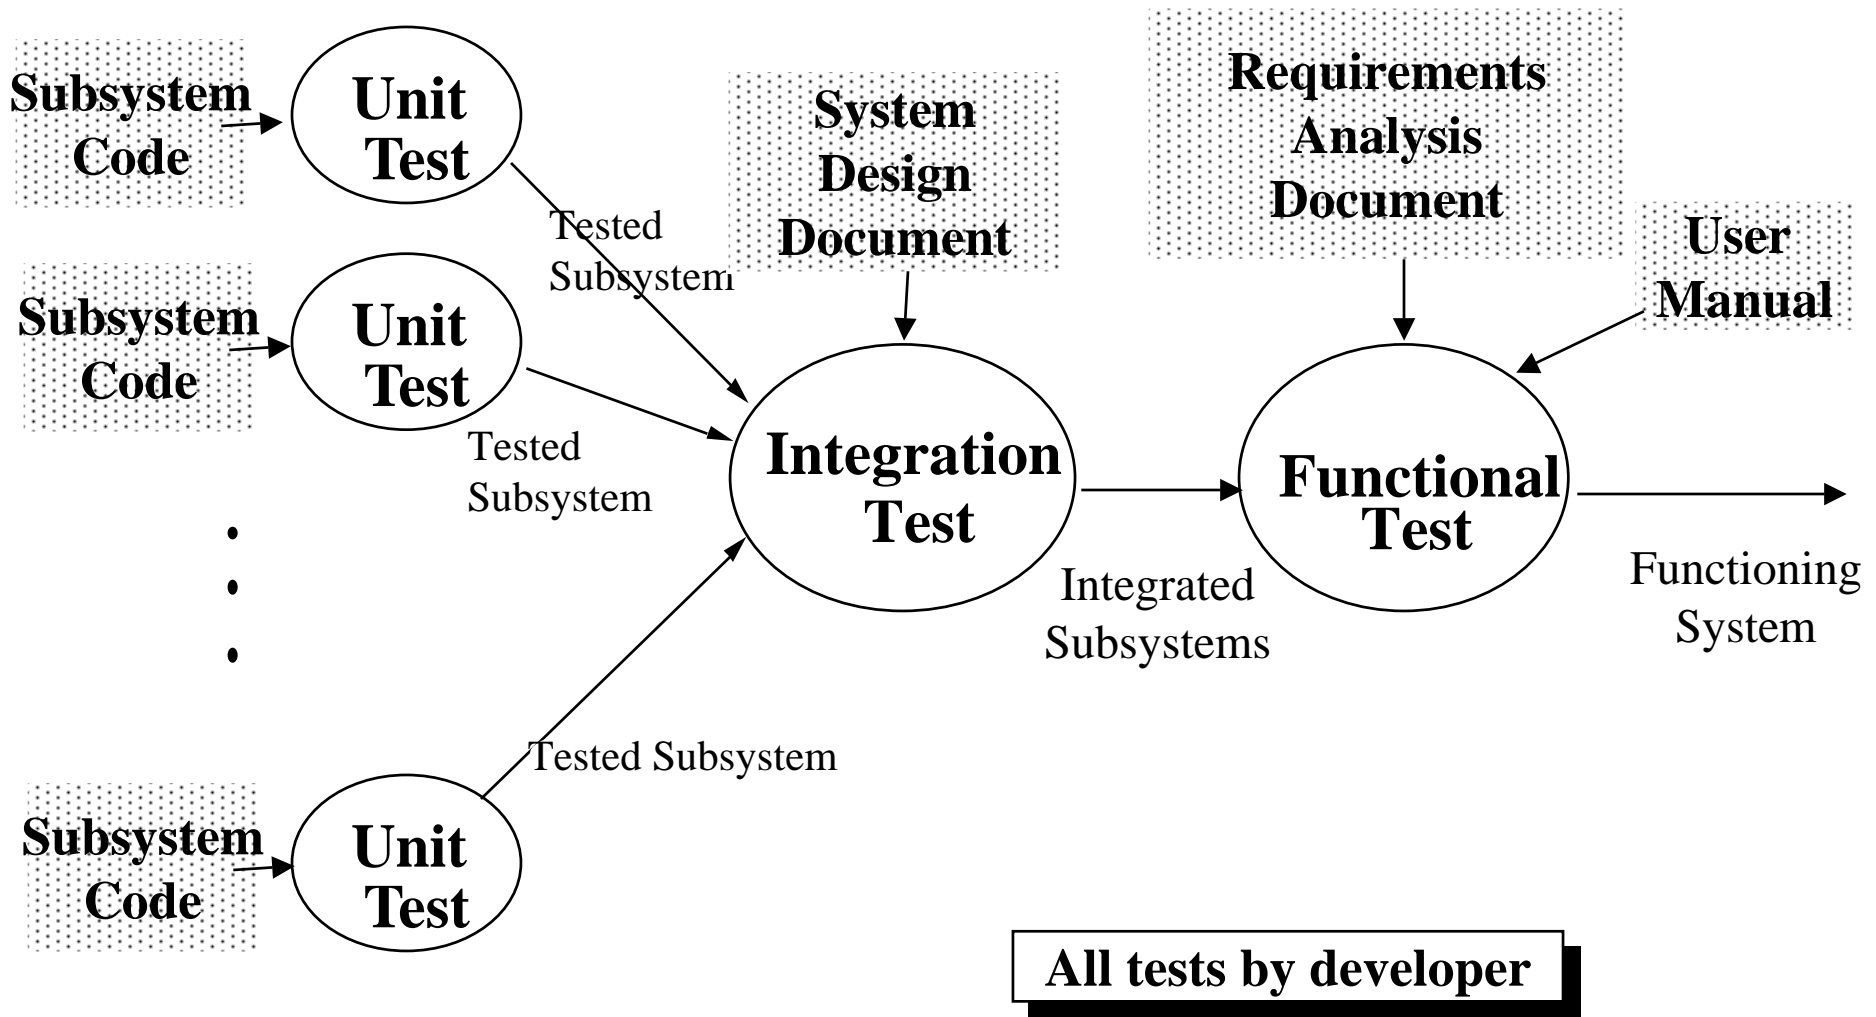 Subsystem
Code
Unit
Test
Tested
Subsystem
System
Design
Document
Requirements
Analysis
Document
User
Manual
Subsystem
Code
Unit
Test
Tested
Subsystem
Integration
Test
Functional
Test
Integrated
Subsystems
Functioning
System
Tested Subsystem
Subsystem
Code
Unit
Test
All tests by developer